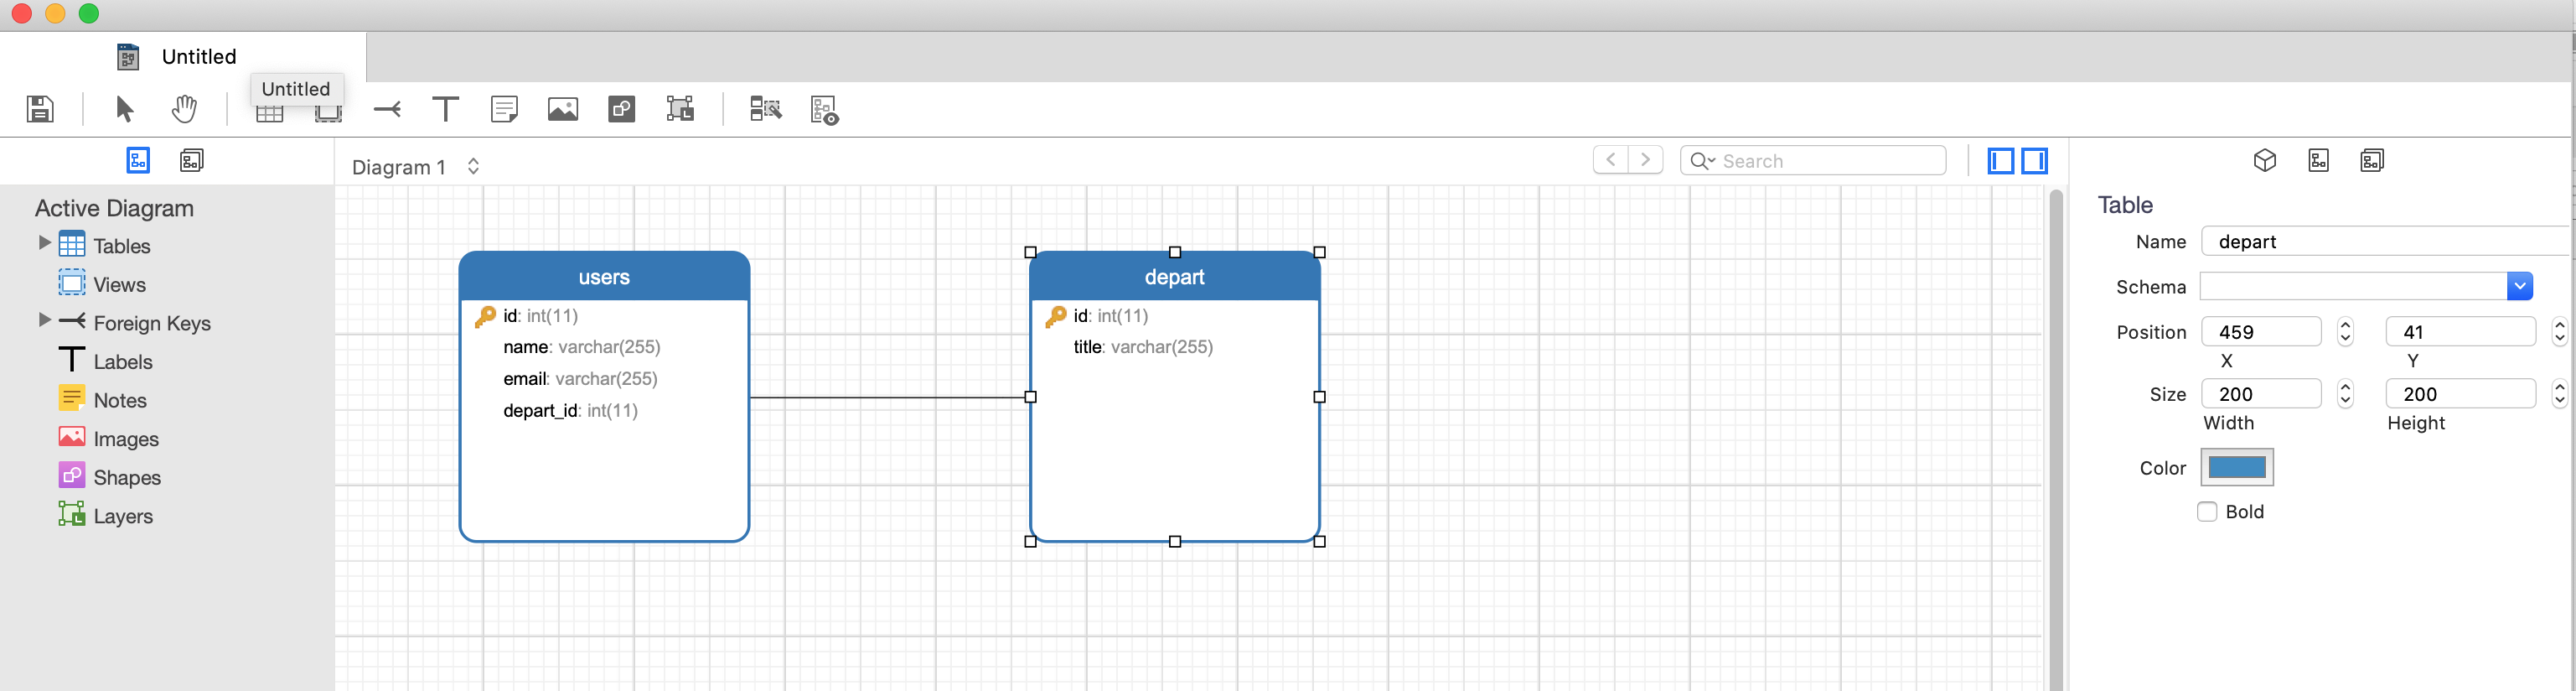 Untitled
Untitled
Diagram 1
Search
Active Diagram
Tables
Views
Foreign Keys
Labels
Notes
Images
Shapes
Layers
users
id: int(11)
name: varchar(255)
email: varchar(255)
depart_id: int(11)
depart
id: int(11)
title: varchar(255)
Table
Name depart
Schema
Position 459 41
X Y
Size 200 200
Width Height
Color
Bold